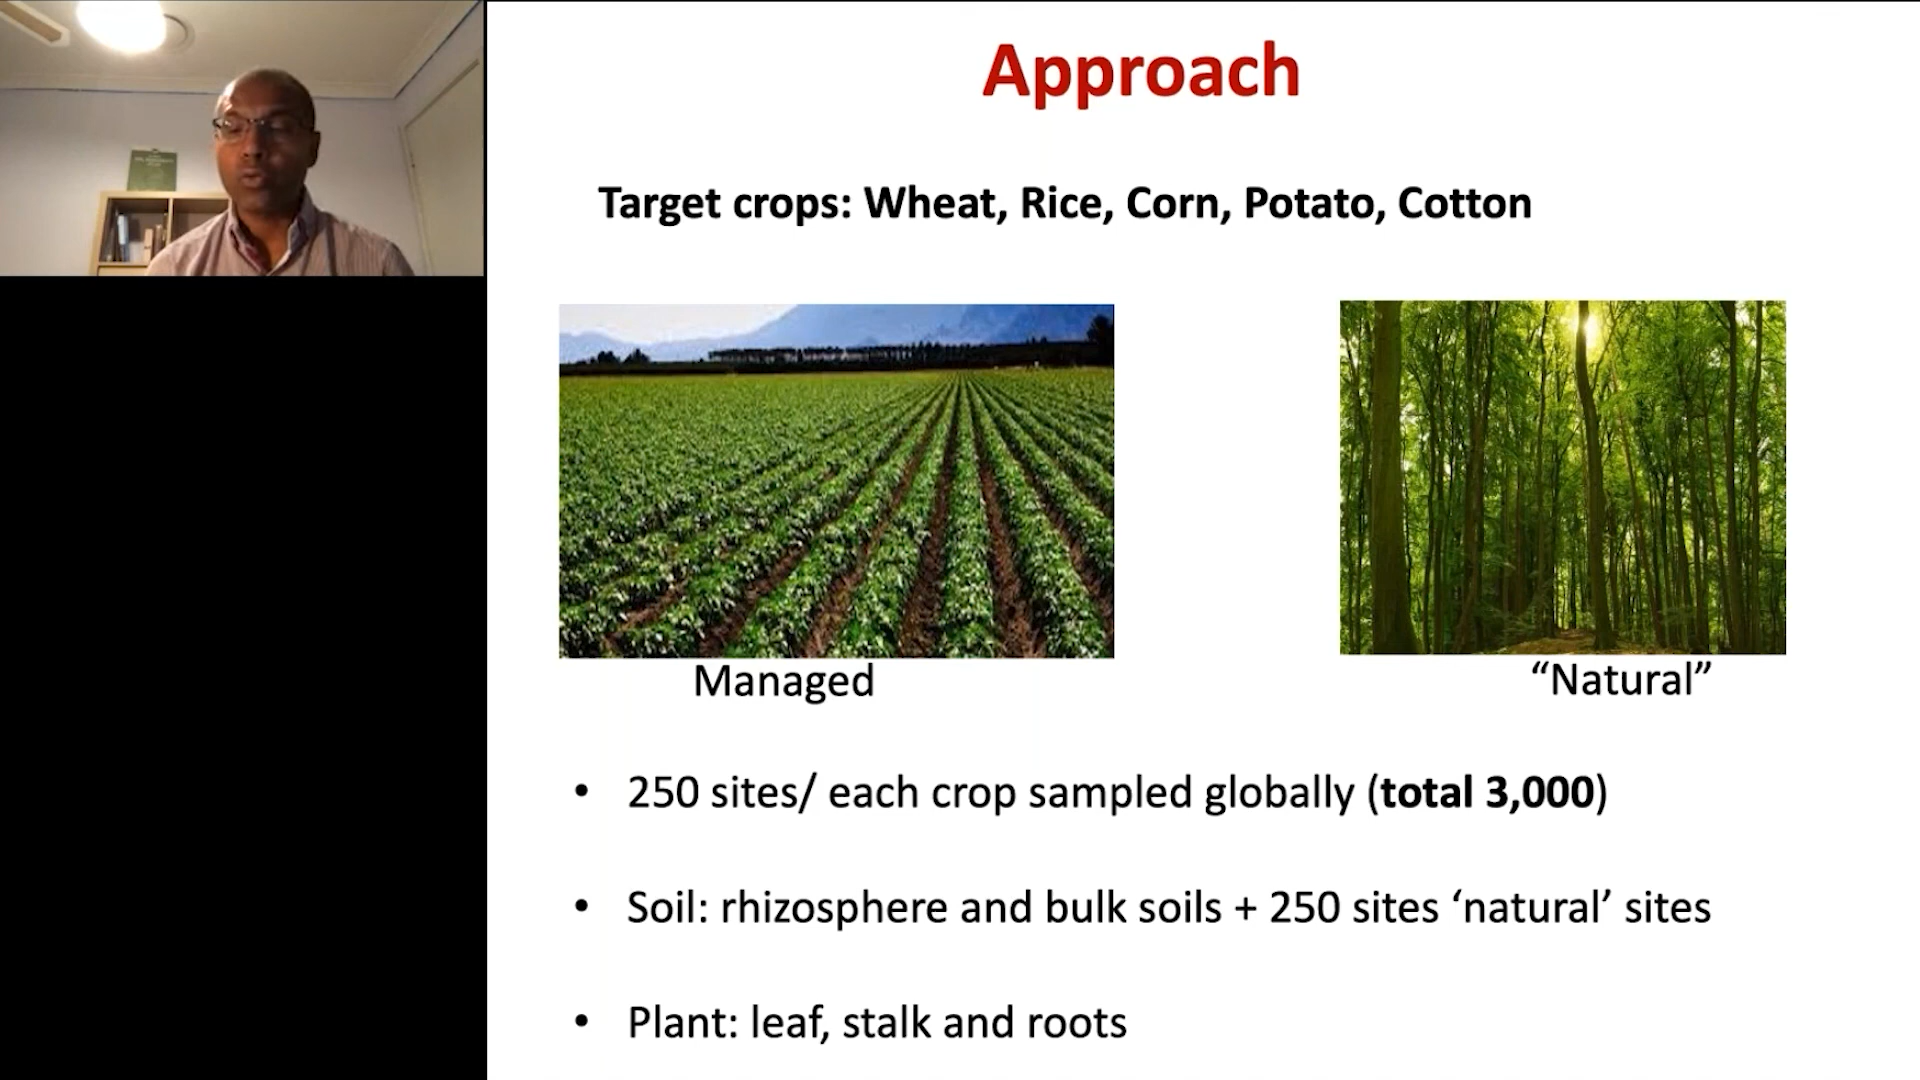 Approach
Target crops: Wheat, Rice, Corn, Potato, Cotton
Managed
“Natural”
• 250 sites/ each crop sampled globally (total 3,000)
• Soil: rhizosphere and bulk soils + 250 sites ‘natural’ sites
• Plant: leaf, stalk and roots